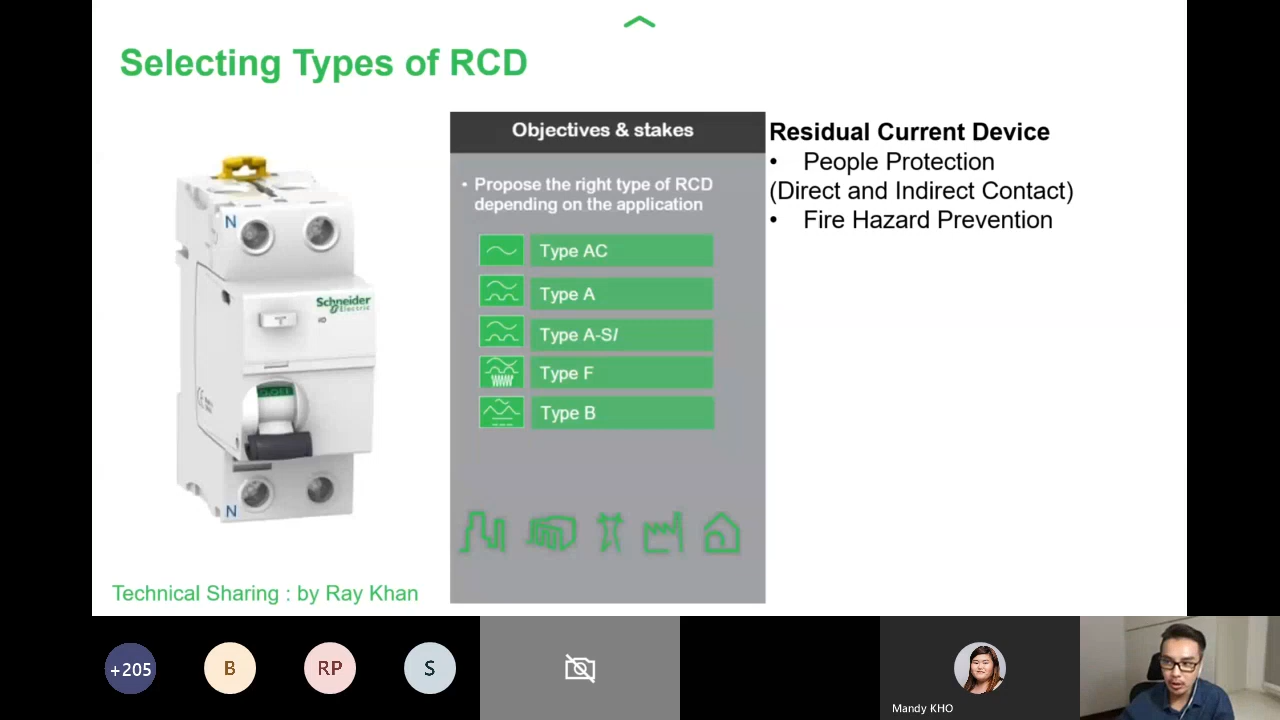 Selecting Types of RCD
Objectives & stakes
• Propose the right type of RCD
depending on the application
Type AC
Type A
Type A-SI
Type F
Type B
Residual Current Device
• People Protection
(Direct and Indirect Contact)
• Fire Hazard Prevention
N
Schneider
Electric
N
Technical Sharing : by Ray Khan
+205
B
RP
S
Mandy KHO